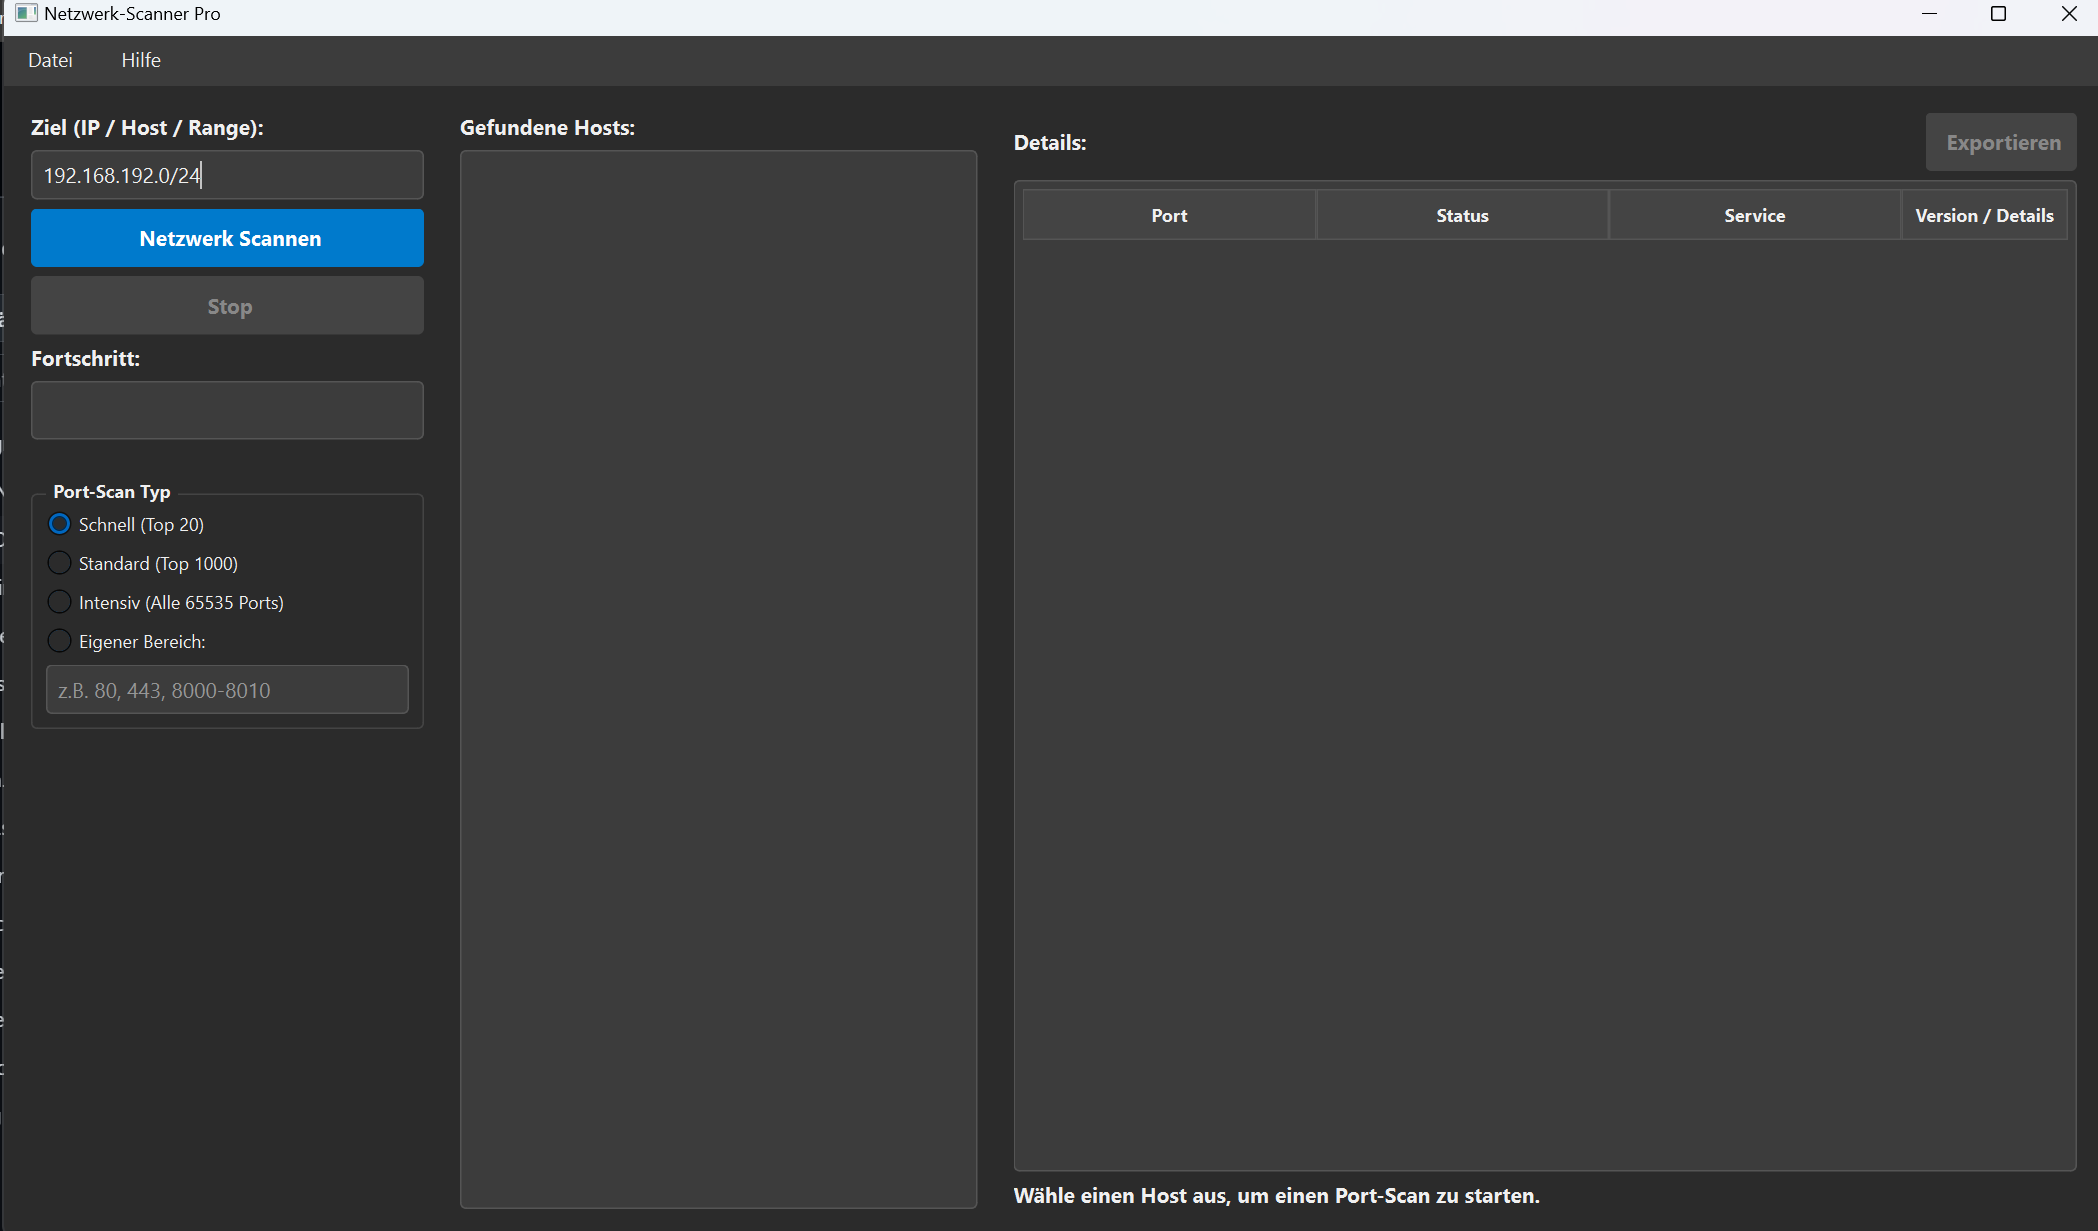 Netzwerk-Scanner Pro
Datei Hilfe
Ziel (IP / Host / Range):
192.168.192.0/24
Netzwerk Scannen
Stop
Fortschritt:
Port-Scan Typ
Schnell (Top 20)
Standard (Top 1000)
Intensiv (Alle 65535 Ports)
Eigener Bereich:
z.B. 80, 443, 8000-8010
Gefundene Hosts:
Details:
Exportieren
Port Status Service Version / Details
Wähle einen Host aus, um einen Port-Scan zu starten.